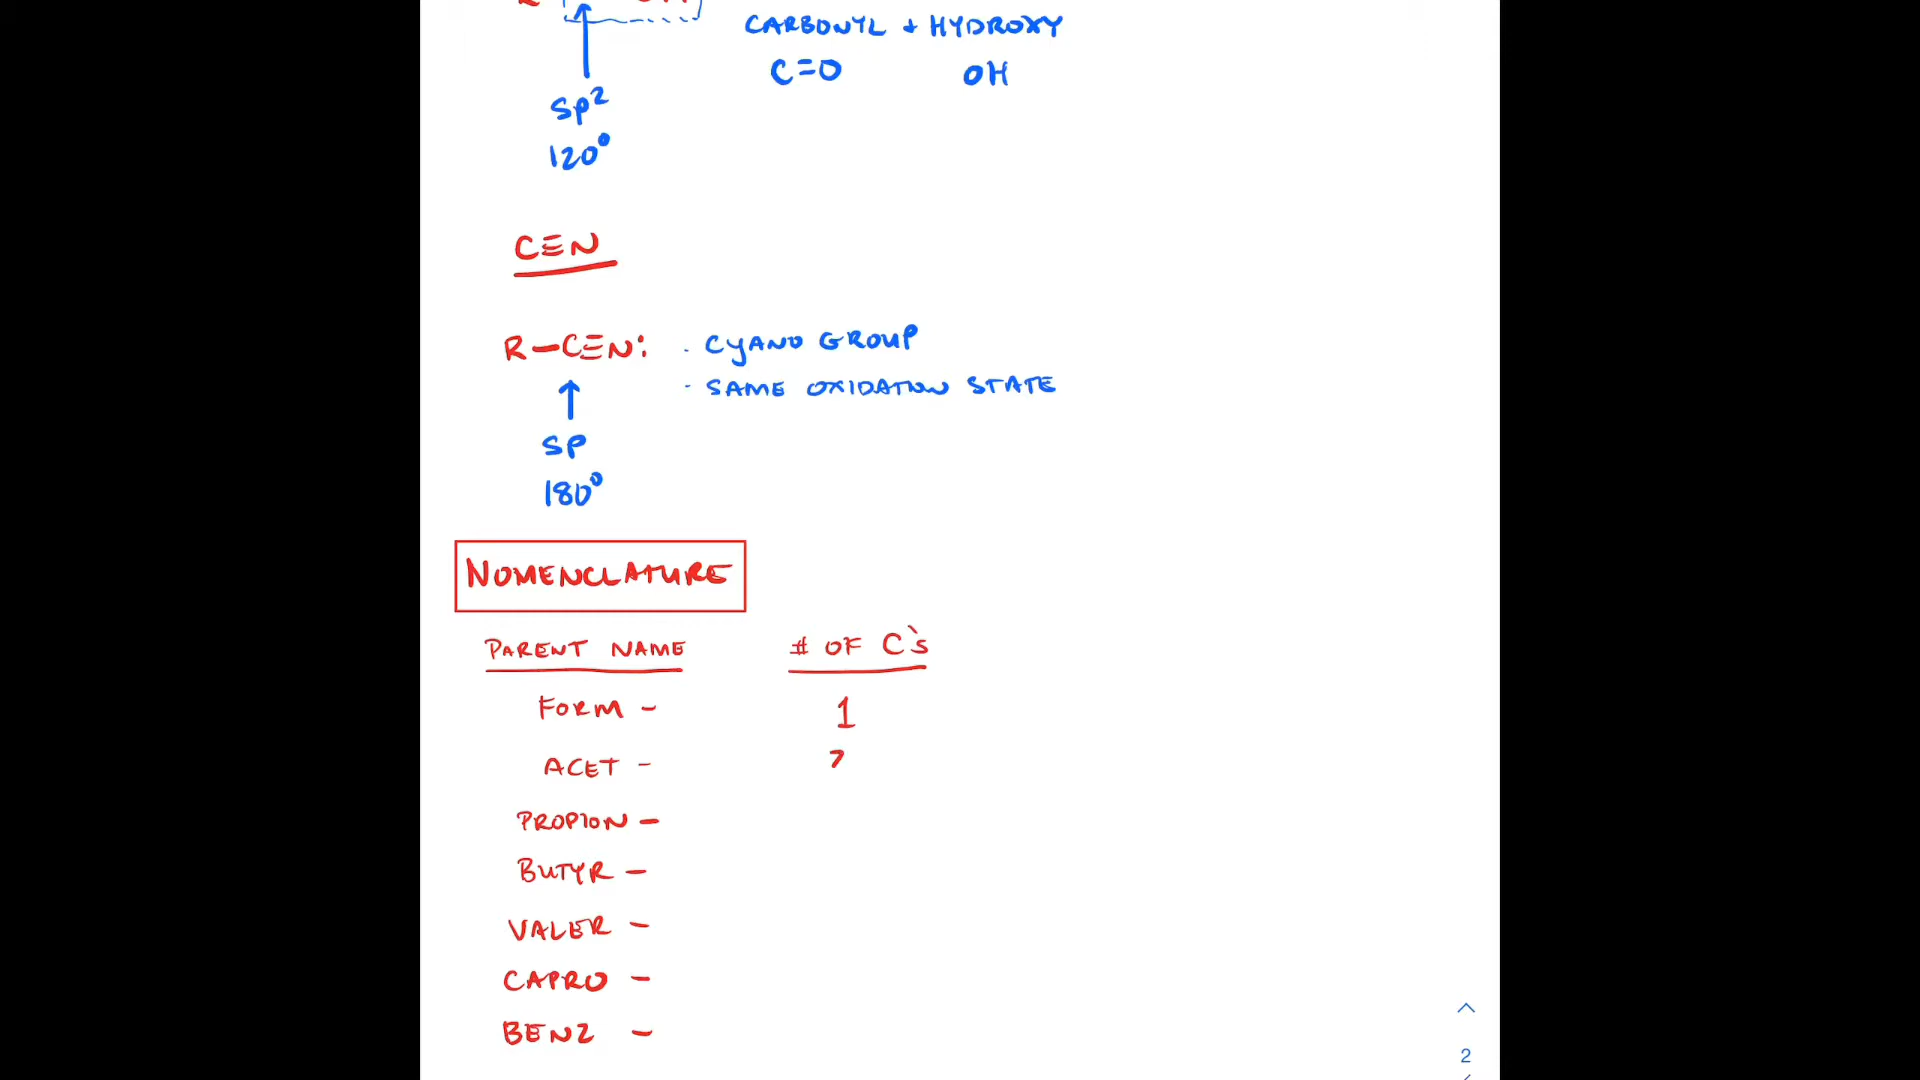 CARBONYL + HYDROXY
C=O OH
SP²
120°
C≡N
R-C≡N: · CYANO GROUP
· SAME OXIDATION STATE
SP
180°
NOMENCLATURE
PARENT NAME # OF C's
FORM - 1
ACET -
PROPION -
BUTYR -
VALER -
CAPRO -
BENZ -
2